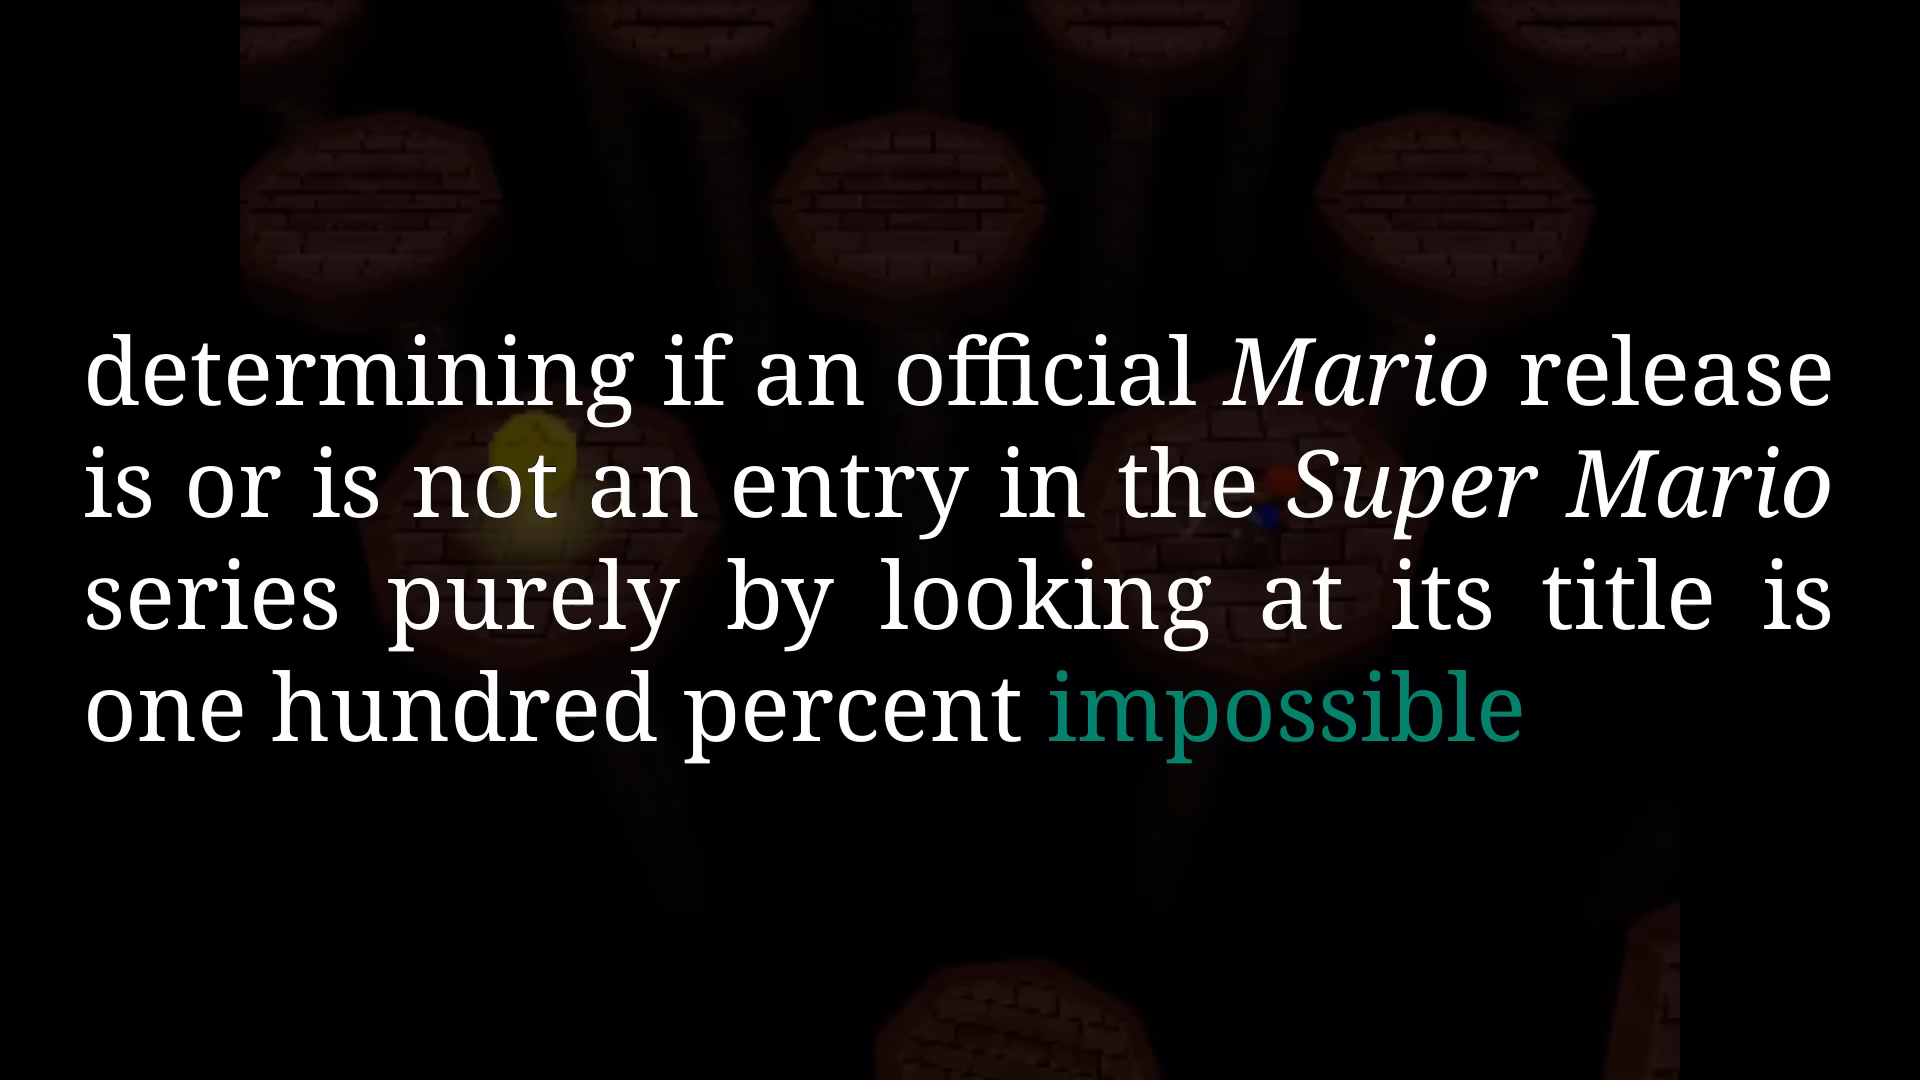 determining if an official Mario release
is or is not an entry in the Super Mario
series purely by looking at its title is
one hundred percent impossible